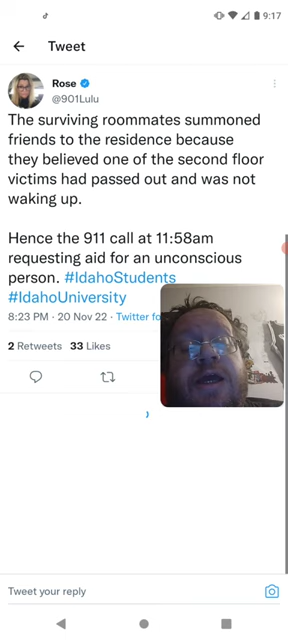 9:17
Tweet
Rose
@901Lulu
The surviving roommates summoned
friends to the residence because
they believed one of the second floor
victims had passed out and was not
waking up.
Hence the 911 call at 11:58am
requesting aid for an unconscious
person. #IdahoStudents
#IdahoUniversity
8:23 PM · 20 Nov 22 · Twitter fo
2 Retweets 33 Likes
Tweet your reply